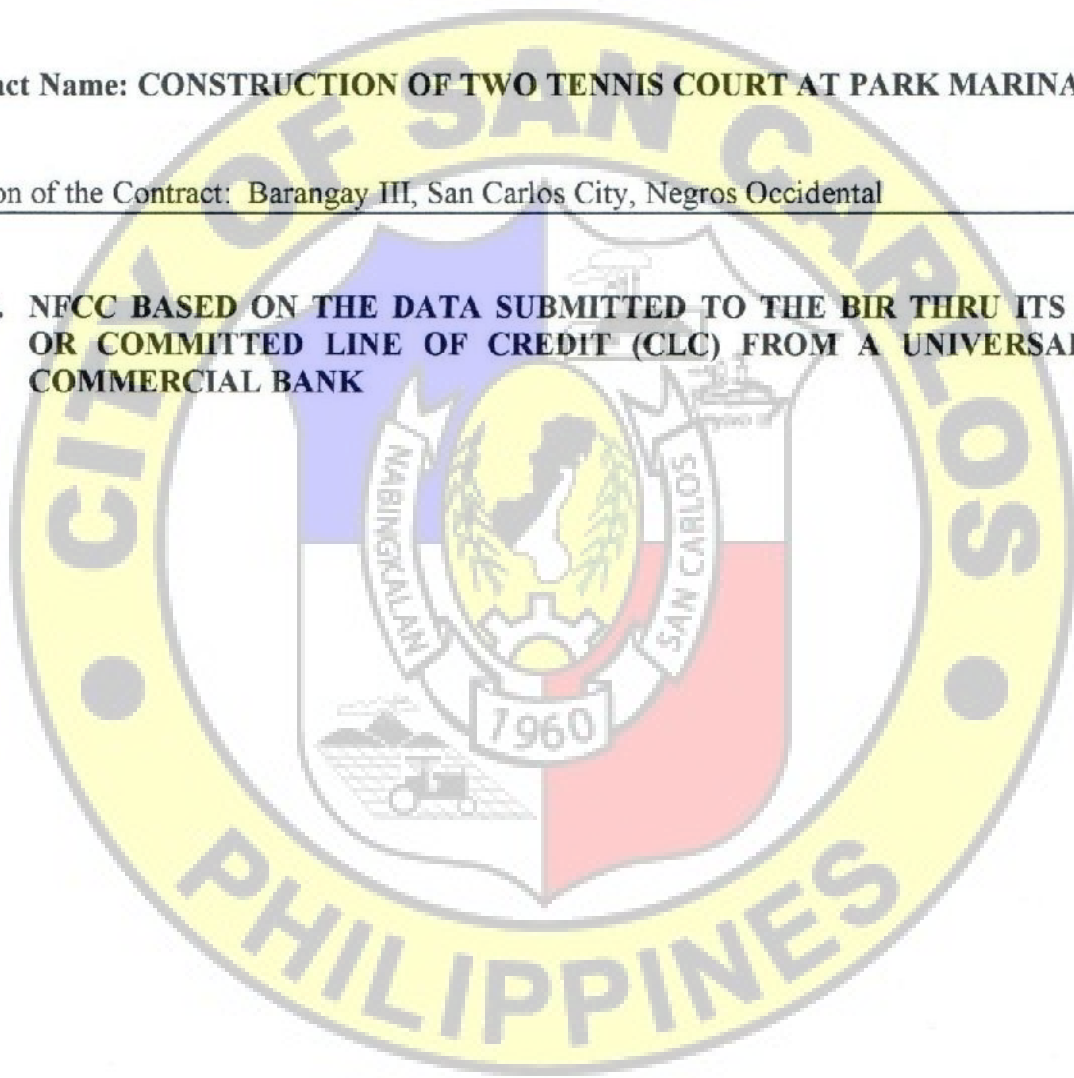 act Name: CONSTRUCTION OF TWO TENNIS COURT AT PARK MARINA
on of the Contract: Barangay III, San Carlos City, Negros Occidental
. NFCC BASED ON THE DATA SUBMITTED TO THE BIR THRU ITS
OR COMMITTED LINE OF CREDIT (CLC) FROM A UNIVERSAL
COMMERCIAL BANK
CITY OF SAN CARLOS
NABINGKALAN
SAN CARLOS
1960
PHILIPPINES